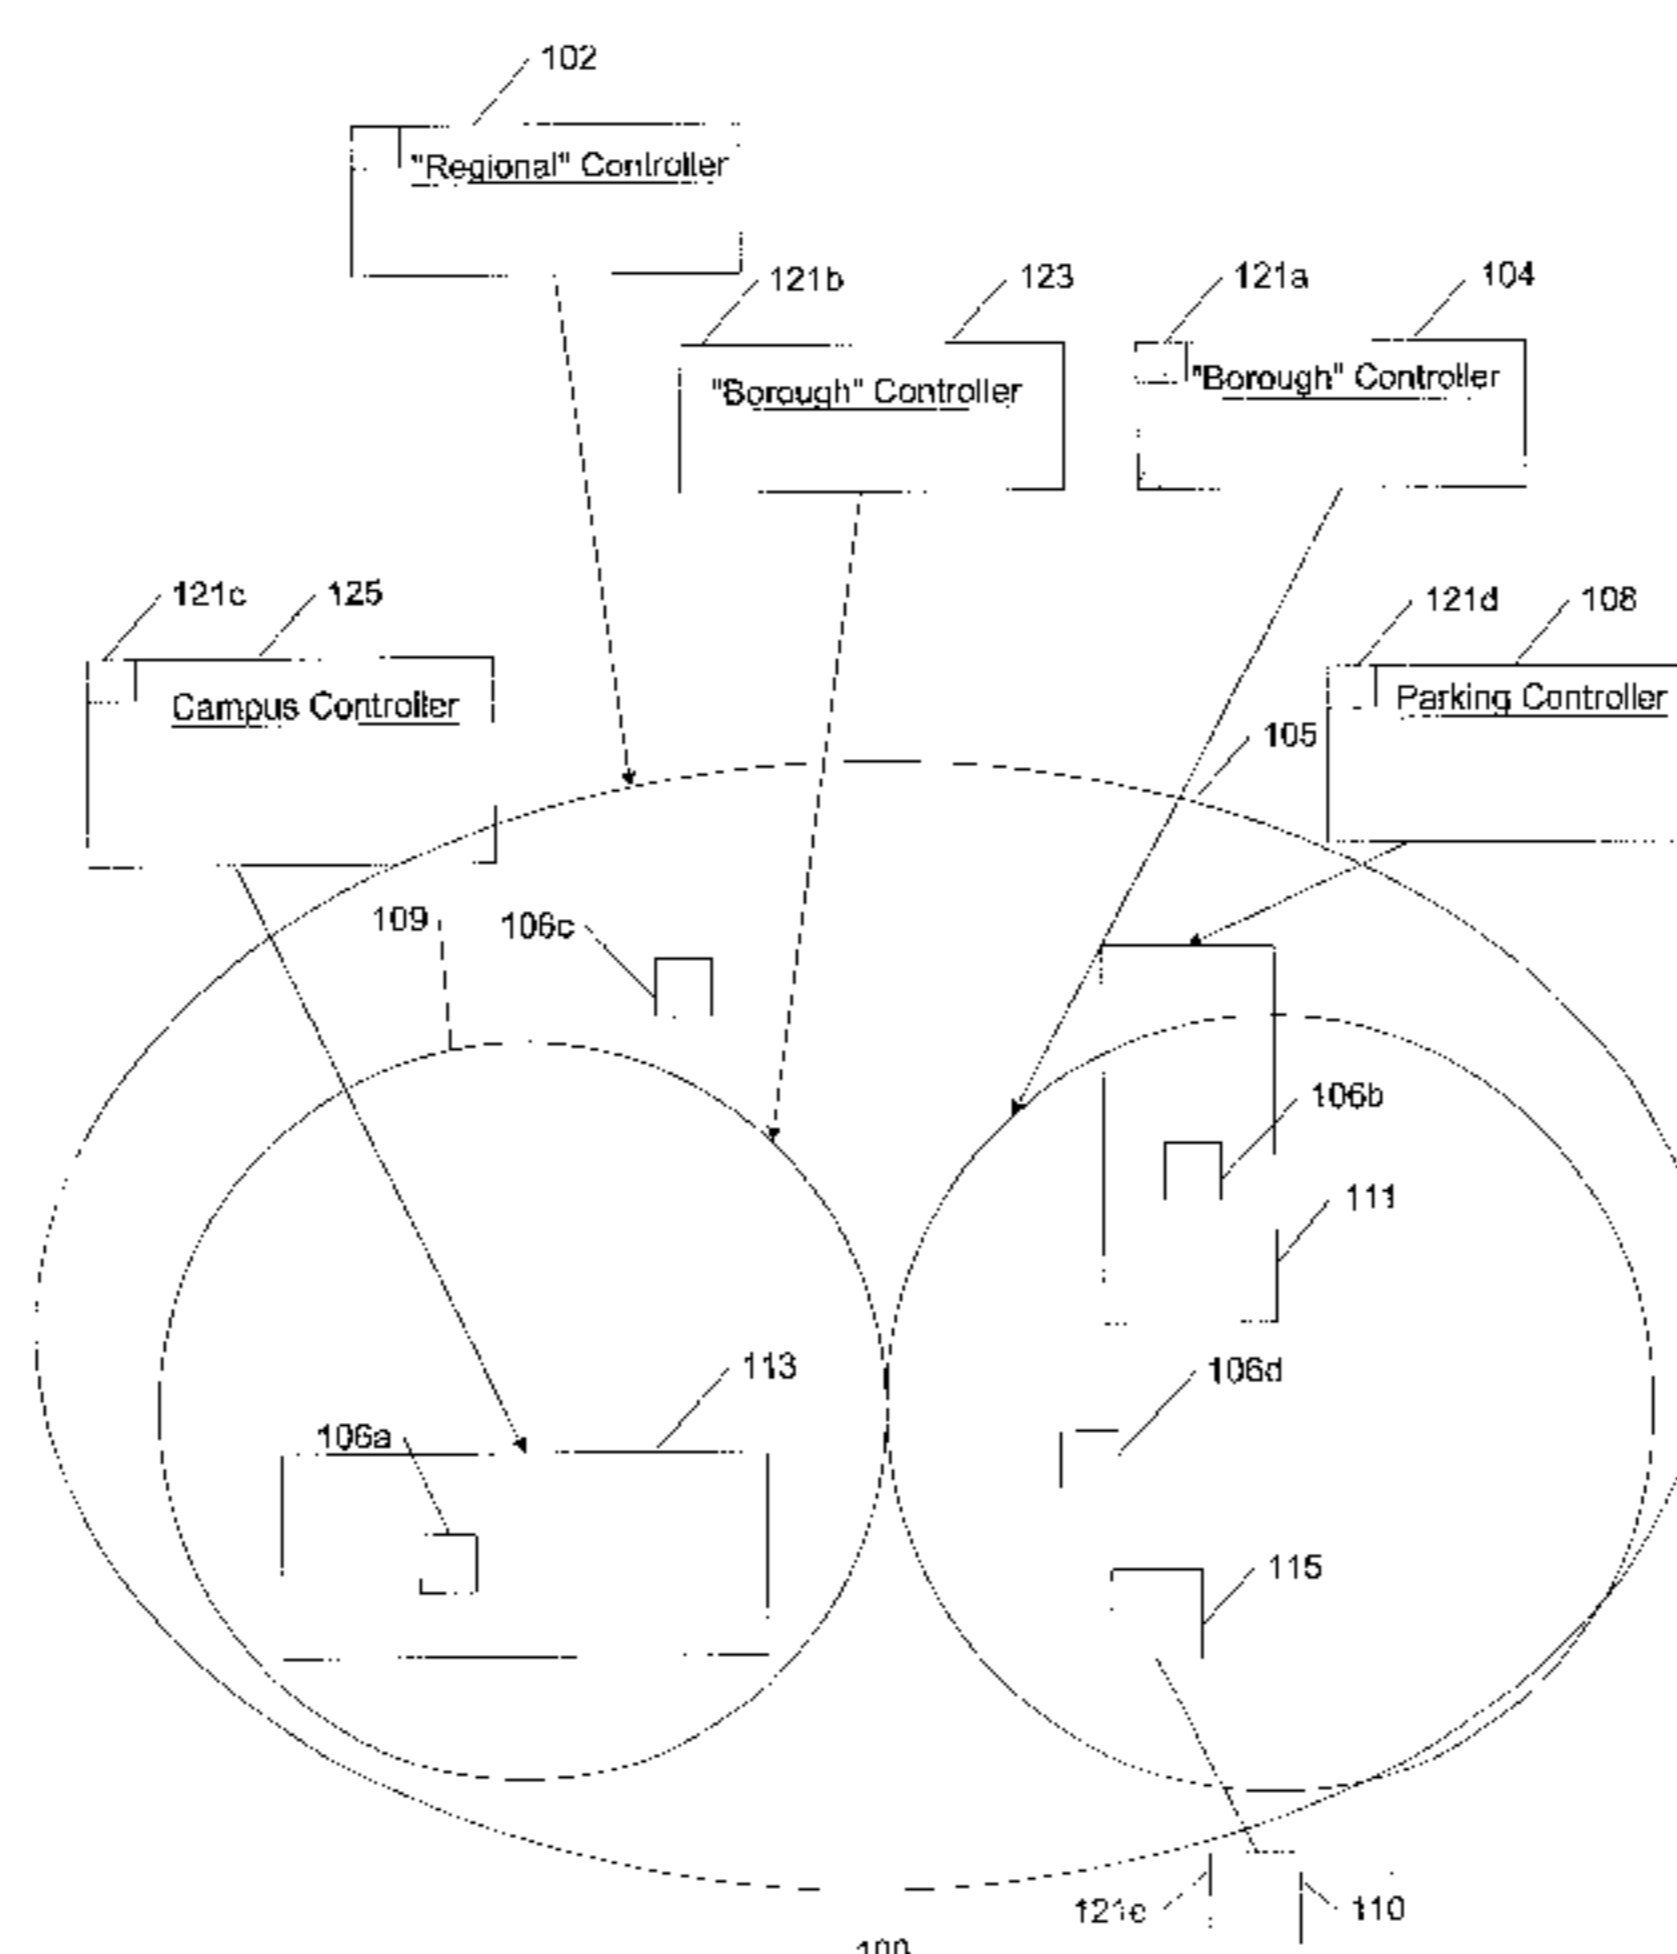 102
"Regional" Controller
121b
123
121a
104
"Borough" Controller
"Borough" Controller
121c
125
121d
108
Campus Controller
Parking Controller
105
109
106c
106b
111
113
106d
106a
115
121e
110
100